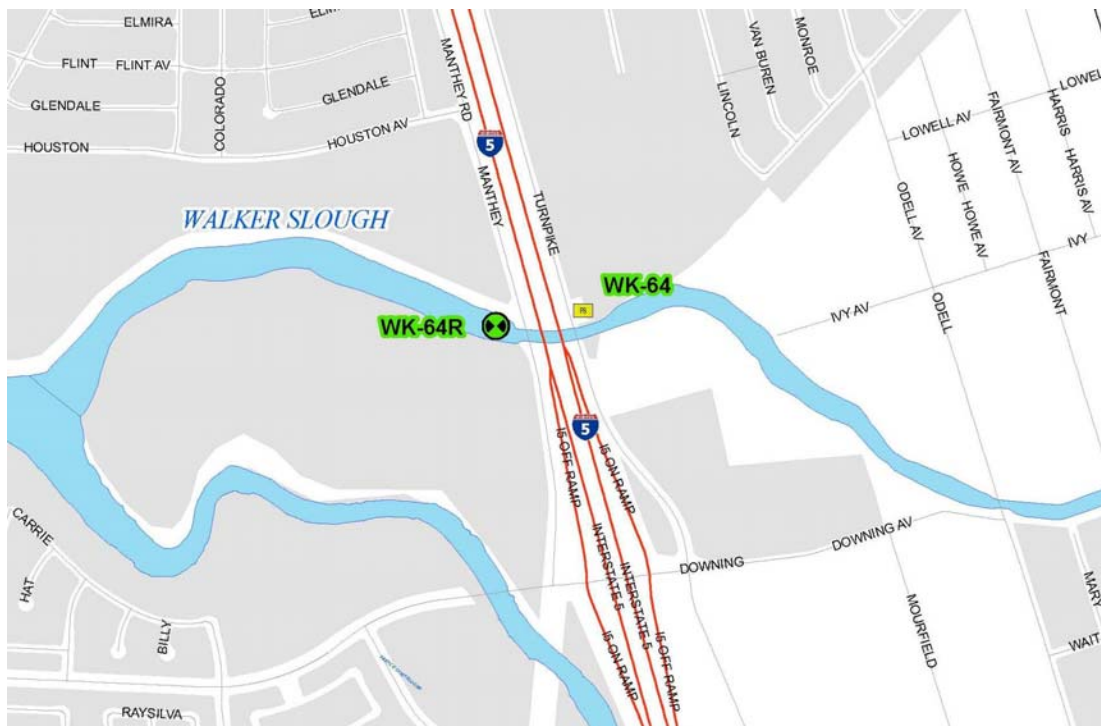 ELMIRA
ELMIRA
FLINT
FLINT AV
GLENDALE
GLENDALE
COLORADO
HOUSTON
HOUSTON AV
MANTHEY RD
5
MANTHEY
TURNPIKE
LINCOLN
VAN BUREN
MONROE
LOWELL AV
LOWEL
HARRIS
HARRIS AV
FAIRMONT AV
HOWE
HOWE AV
ODELL AV
IVY
IVY AV
FAIRMONT
ODELL
WALKER SLOUGH
WK-64
WK-64R
5
I5 OFF RAMP
I5 ON RAMP
INTERSTATE 5
INTERSTATE 5
I5 ON RAMP
I5 OFF RAMP
DOWNING
DOWNING AV
MOURFIELD
MARY
WAIT
CARRIE
HAT
BILLY
RAYSILVA